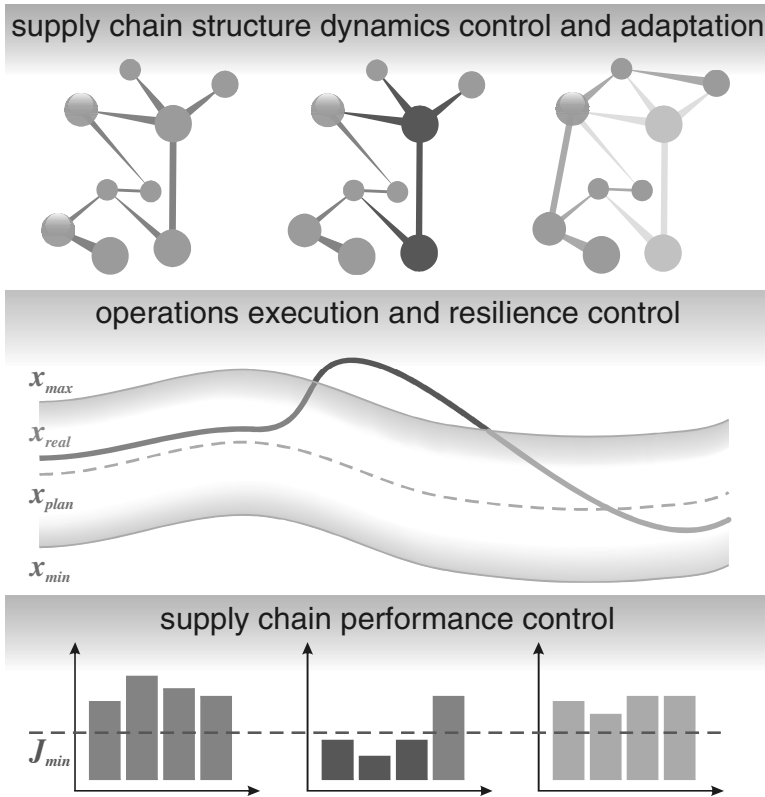 supply chain structure dynamics control and adaptation
operations execution and resilience control
x_max
x_real
x_plan
x_min
supply chain performance control
J_min